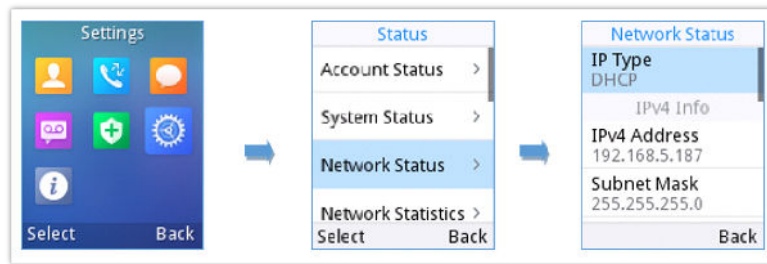 Settings
Select Back
Status
Account Status >
System Status >
Network Status >
Network Statistics >
Select Back
Network Status
IP Type
DHCP
IPv4 Info
IPv4 Address
192.168.5.187
Subnet Mask
255.255.255.0
Back